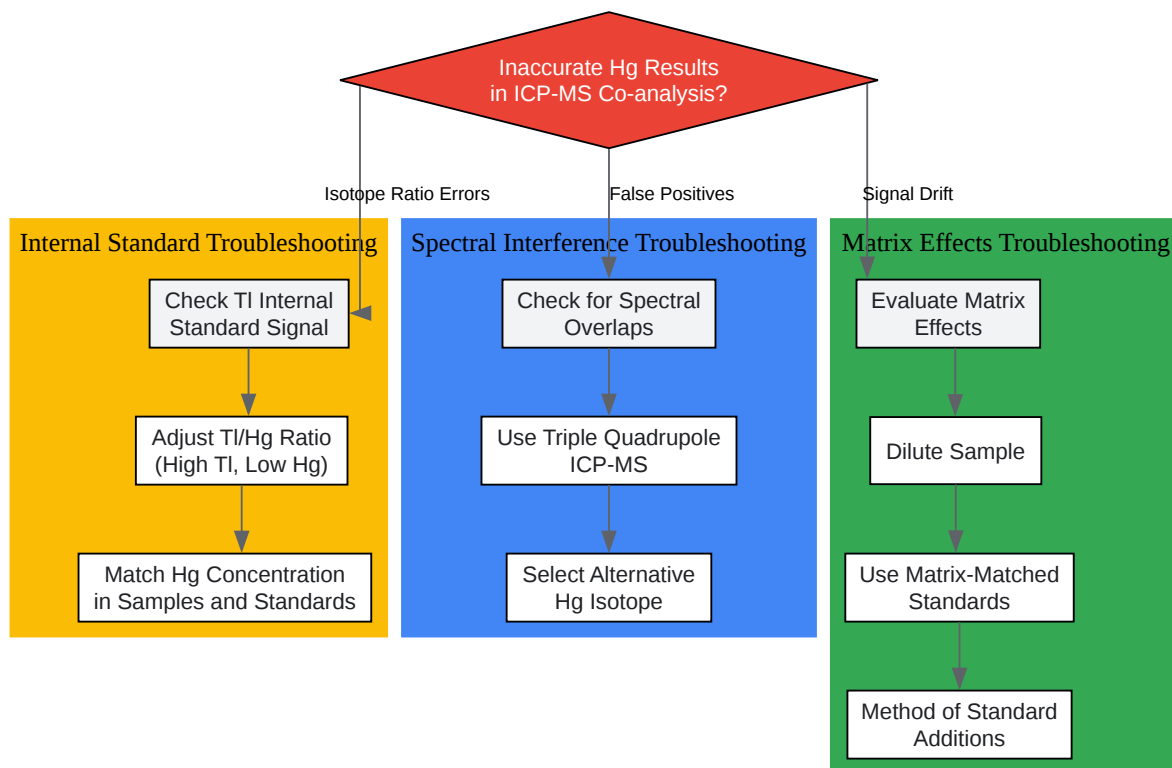 Inaccurate Hg Results
in ICP-MS Co-analysis?
Isotope Ratio Errors
False Positives
Signal Drift
Internal Standard Troubleshooting
Check Tl Internal
Standard Signal
Adjust Tl/Hg Ratio
(High Tl, Low Hg)
Match Hg Concentration
in Samples and Standards
Spectral Interference Troubleshooting
Check for Spectral
Overlaps
Use Triple Quadrupole
ICP-MS
Select Alternative
Hg Isotope
Matrix Effects Troubleshooting
Evaluate Matrix
Effects
Dilute Sample
Use Matrix-Matched
Standards
Method of Standard
Additions